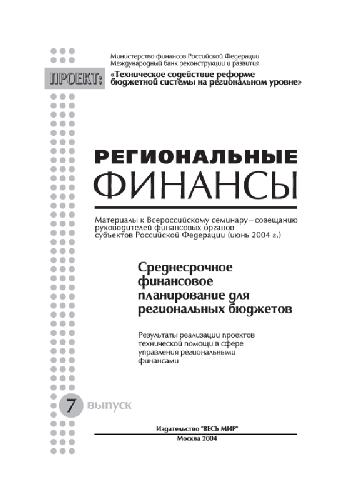 Министерство финансов Российской Федерации
Международный банк реконструкции и развития
ПРОЕКТ:
«Техническое содействие реформе
бюджетной системы на региональном уровне»
РЕГИОНАЛЬНЫЕ
ФИНАНСЫ
Материалы к Всероссийскому семинару–совещанию
руководителей финансовых органов
субъектов Российской Федерации (июнь 2004 г.)
Среднесрочное
финансовое
планирование для
региональных бюджетов
Результаты реализации проектов
технической помощи в сфере
управления региональными
финансами
7 выпуск
Издательство "ВЕСЬ МИР"
Москва 2004